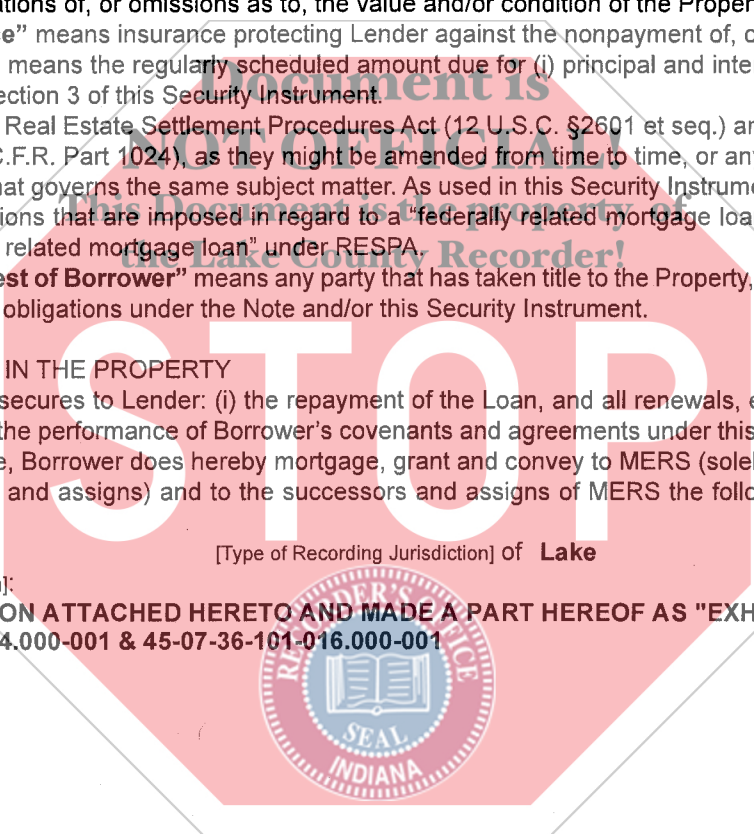 ations of, or omissions as to, the value and/or condition of the Proper
e” means insurance protecting Lender against the nonpayment of, o
means the regularly scheduled amount due for (i) principal and inte
ection 3 of this Security Instrument.
Document is
Real Estate Settlement Procedures Act (12 U.S.C. §2601 et seq.) an
NOT OFFICIAL!
C.F.R. Part 1024), as they might be amended from time to time, or an
hat governs the same subject matter. As used in this Security Instrume
This Document is the property of
tions that are imposed in regard to a “federally related mortgage loa
related mortgage loan” under RESPA.
the Lake County Recorder!
est of Borrower” means any party that has taken title to the Property,
obligations under the Note and/or this Security Instrument.
STOP
IN THE PROPERTY
secures to Lender: (i) the repayment of the Loan, and all renewals, e
the performance of Borrower’s covenants and agreements under this
e, Borrower does hereby mortgage, grant and convey to MERS (solel
and assigns) and to the successors and assigns of MERS the follo
[Type of Recording Jurisdiction] of Lake
]:
ON ATTACHED HERETO AND MADE A PART HEREOF AS "EXH
4.000-001 & 45-07-36-101-016.000-001
RECORDER'S OFFICE
SEAL
INDIANA